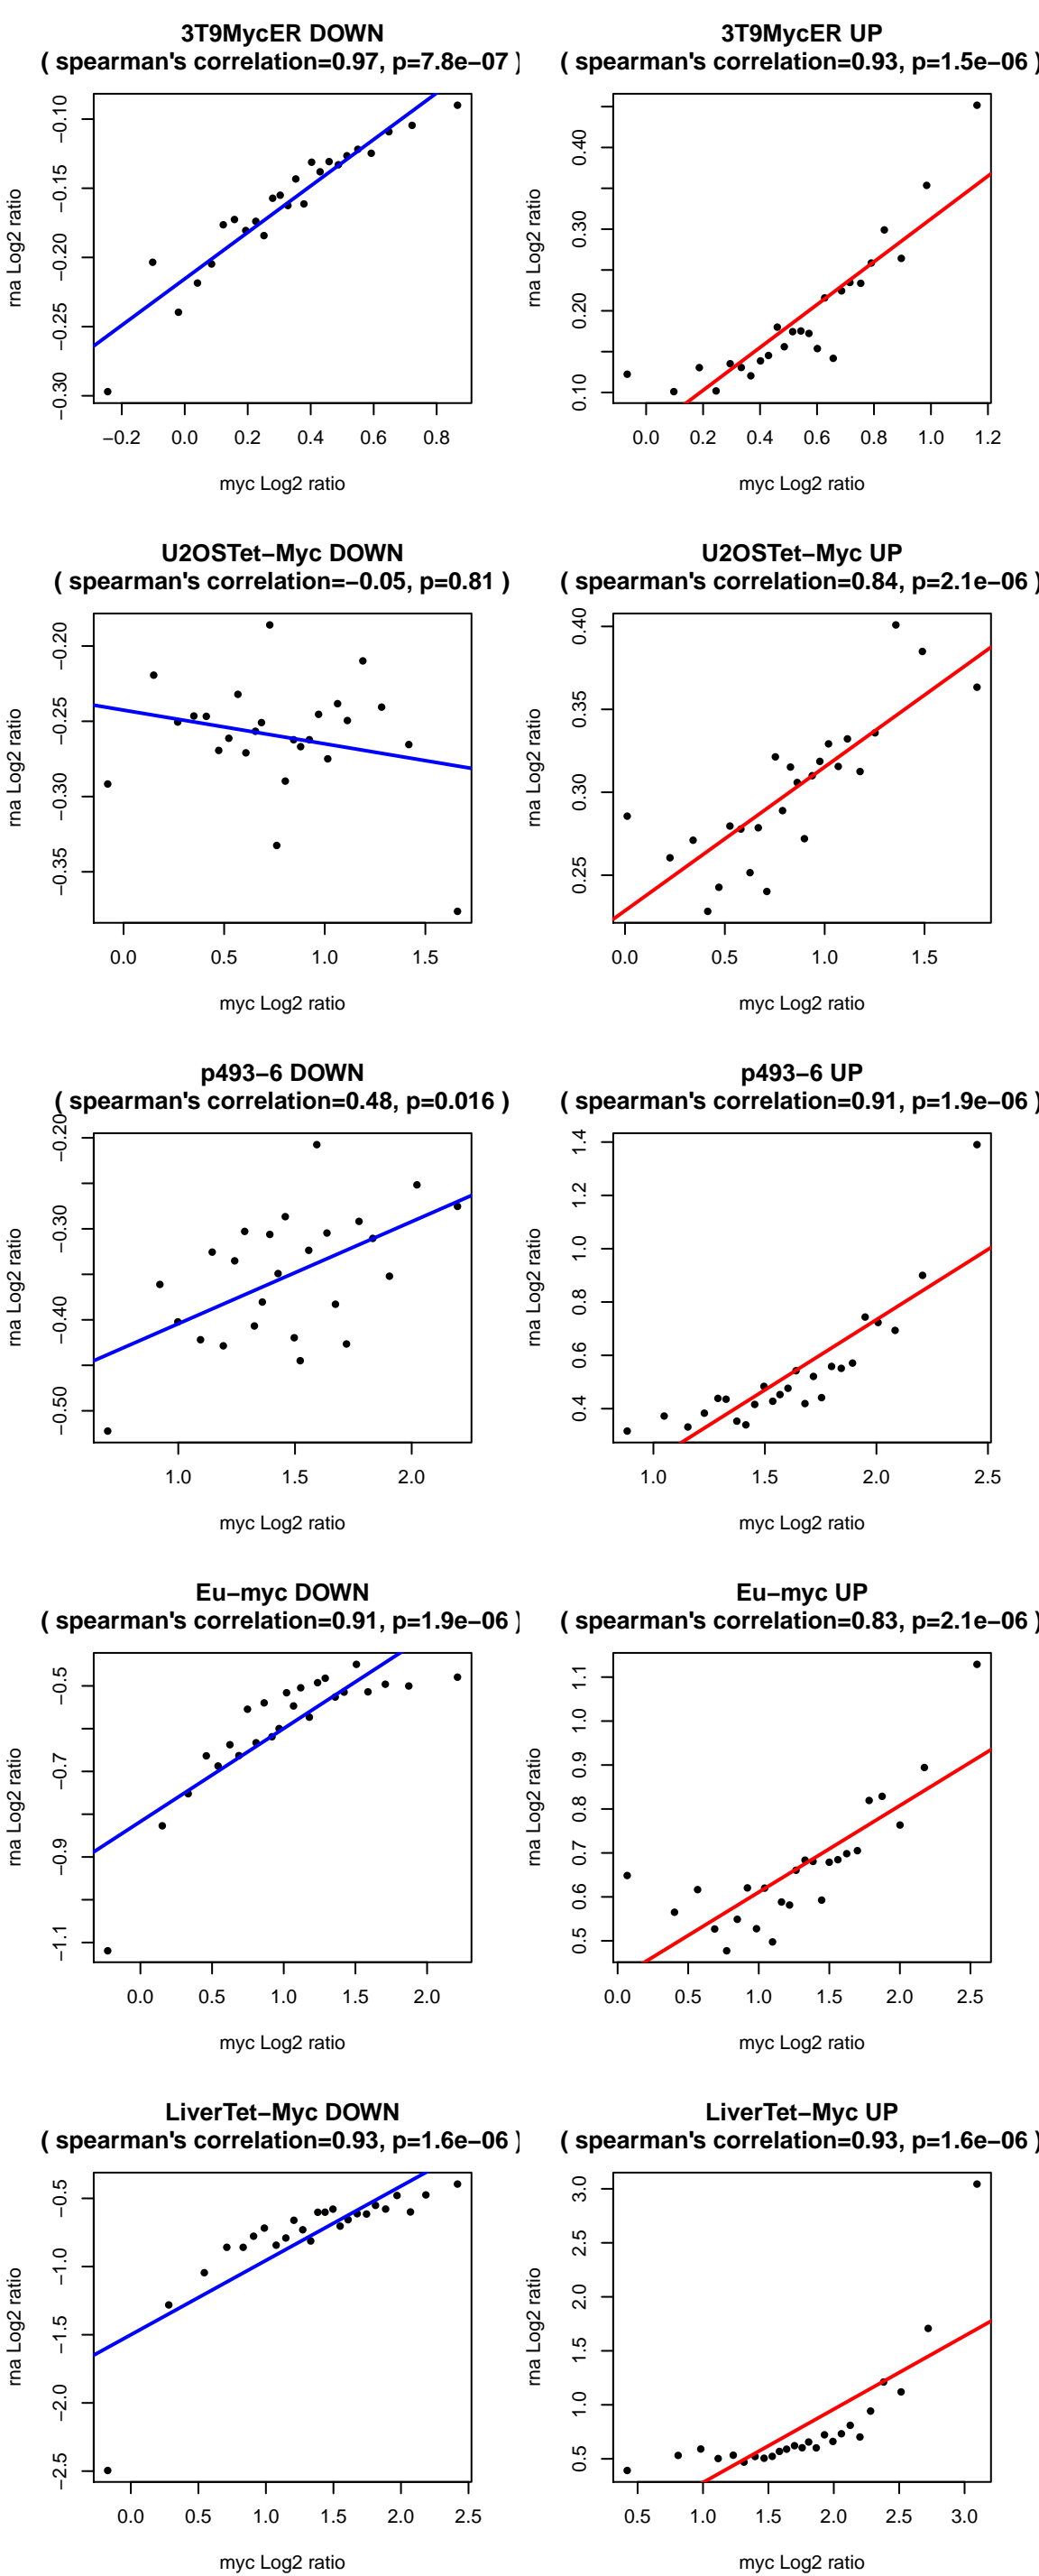 3T9MycER DOWN
( spearman's correlation=0.97, p=7.8e−07 )
rna Log2 ratio
−0.10
−0.15
−0.20
−0.25
−0.30
−0.2 0.0 0.2 0.4 0.6 0.8
myc Log2 ratio
3T9MycER UP
( spearman's correlation=0.93, p=1.5e−06 )
rna Log2 ratio
0.40
0.30
0.20
0.10
0.0 0.2 0.4 0.6 0.8 1.0 1.2
myc Log2 ratio
U2OSTet−Myc DOWN
( spearman's correlation=−0.05, p=0.81 )
rna Log2 ratio
−0.20
−0.25
−0.30
−0.35
0.0 0.5 1.0 1.5
myc Log2 ratio
U2OSTet−Myc UP
( spearman's correlation=0.84, p=2.1e−06 )
rna Log2 ratio
0.40
0.35
0.30
0.25
0.0 0.5 1.0 1.5
myc Log2 ratio
p493−6 DOWN
( spearman's correlation=0.48, p=0.016 )
rna Log2 ratio
−0.20
−0.30
−0.40
−0.50
1.0 1.5 2.0
myc Log2 ratio
p493−6 UP
( spearman's correlation=0.91, p=1.9e−06 )
rna Log2 ratio
1.4
1.2
1.0
0.8
0.6
0.4
1.0 1.5 2.0 2.5
myc Log2 ratio
Eu−myc DOWN
( spearman's correlation=0.91, p=1.9e−06 )
rna Log2 ratio
−0.5
−0.7
−0.9
−1.1
0.0 0.5 1.0 1.5 2.0
myc Log2 ratio
Eu−myc UP
( spearman's correlation=0.83, p=2.1e−06 )
rna Log2 ratio
1.1
1.0
0.9
0.8
0.7
0.6
0.5
0.0 0.5 1.0 1.5 2.0 2.5
myc Log2 ratio
LiverTet−Myc DOWN
( spearman's correlation=0.93, p=1.6e−06 )
rna Log2 ratio
−0.5
−1.0
−1.5
−2.0
−2.5
0.0 0.5 1.0 1.5 2.0 2.5
myc Log2 ratio
LiverTet−Myc UP
( spearman's correlation=0.93, p=1.6e−06 )
rna Log2 ratio
3.0
2.5
2.0
1.5
1.0
0.5
0.5 1.0 1.5 2.0 2.5 3.0
myc Log2 ratio